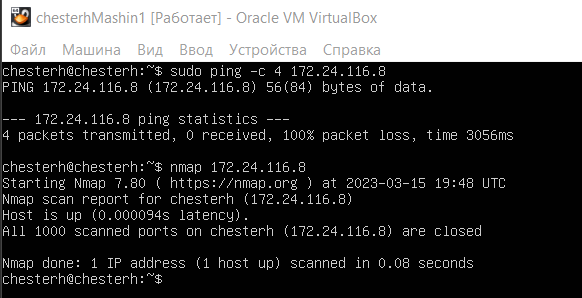 chesterhMashin1 [Работает] - Oracle VM VirtualBox
Файл Машина Вид Ввод Устройства Справка
chesterh@chesterh:~$ sudo ping -c 4 172.24.116.8
PING 172.24.116.8 (172.24.116.8) 56(84) bytes of data.
--- 172.24.116.8 ping statistics ---
4 packets transmitted, 0 received, 100% packet loss, time 3056ms
chesterh@chesterh:~$ nmap 172.24.116.8
Starting Nmap 7.80 ( https://nmap.org ) at 2023-03-15 19:48 UTC
Nmap scan report for chesterh (172.24.116.8)
Host is up (0.000094s latency).
All 1000 scanned ports on chesterh (172.24.116.8) are closed
Nmap done: 1 IP address (1 host up) scanned in 0.08 seconds
chesterh@chesterh:~$